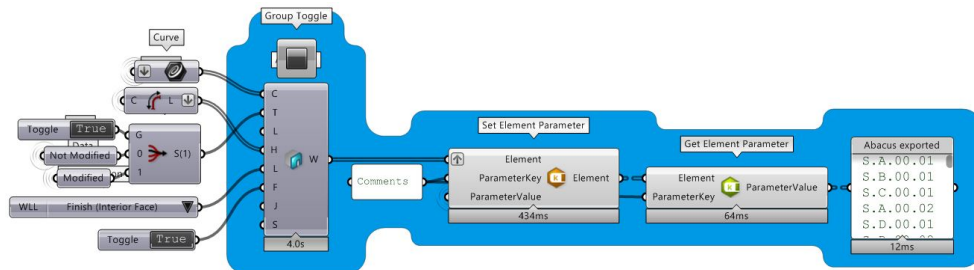 Group Toggle
Curve
C L
Toggle True
Data
Not Modified
Modified
G
0
1
S(1)
WLL Finish (Interior Face)
Toggle True
C
T
L
H
L
F
J
S
W
4.0s
Comments
Set Element Parameter
Element
ParameterKey
ParameterValue
Element
434ms
Get Element Parameter
Element
ParameterKey
ParameterValue
64ms
Abacus exported
S.A.00.01
S.B.00.01
S.C.00.01
S.A.00.02
S.D.00.01
12ms